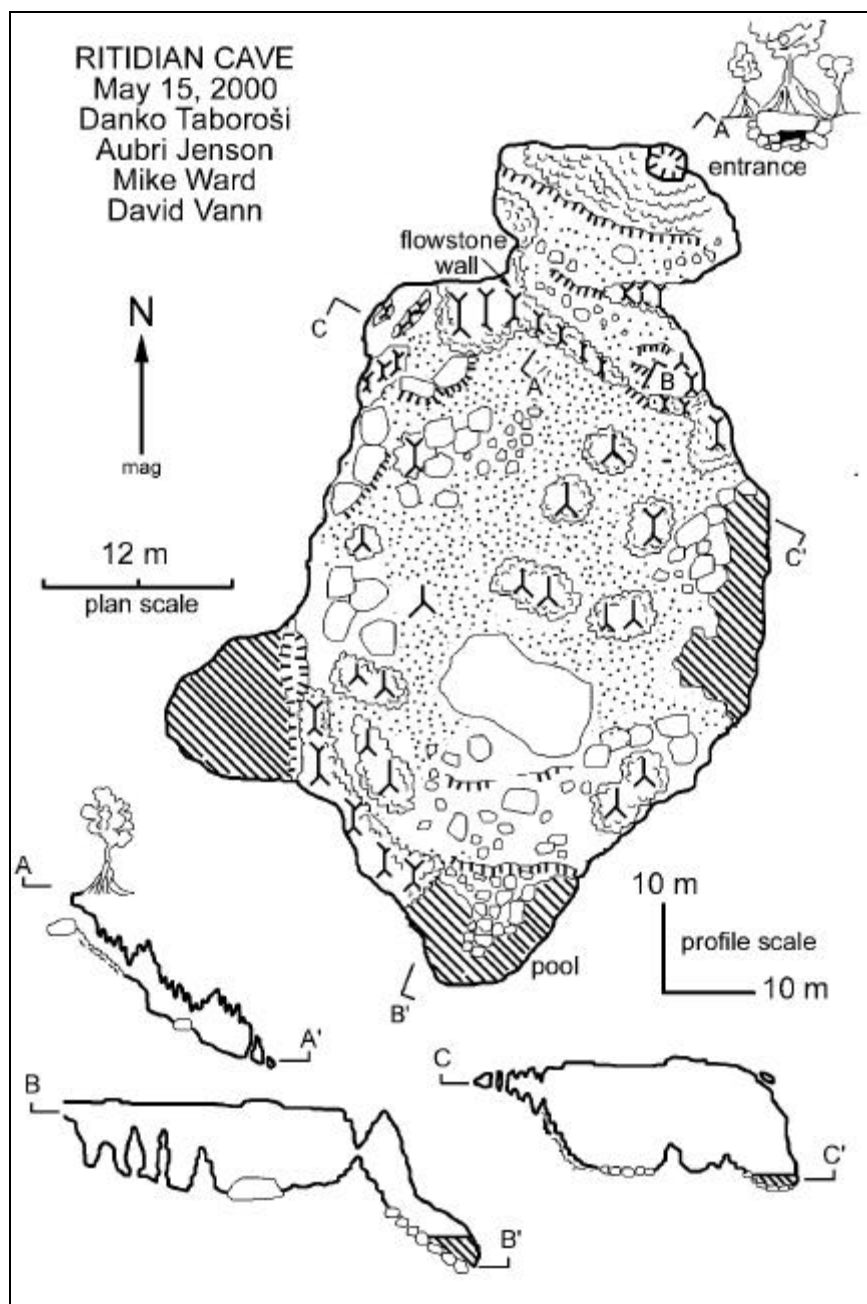 RITIDIAN CAVE
May 15, 2000
Danko Taboroši
Aubri Jenson
Mike Ward
David Vann
A
entrance
flowstone
wall
C
N
A
B
mag
12 m
plan scale
C'
A
10 m
profile scale
10 m
pool
B'
A'
B
C
C'
B'